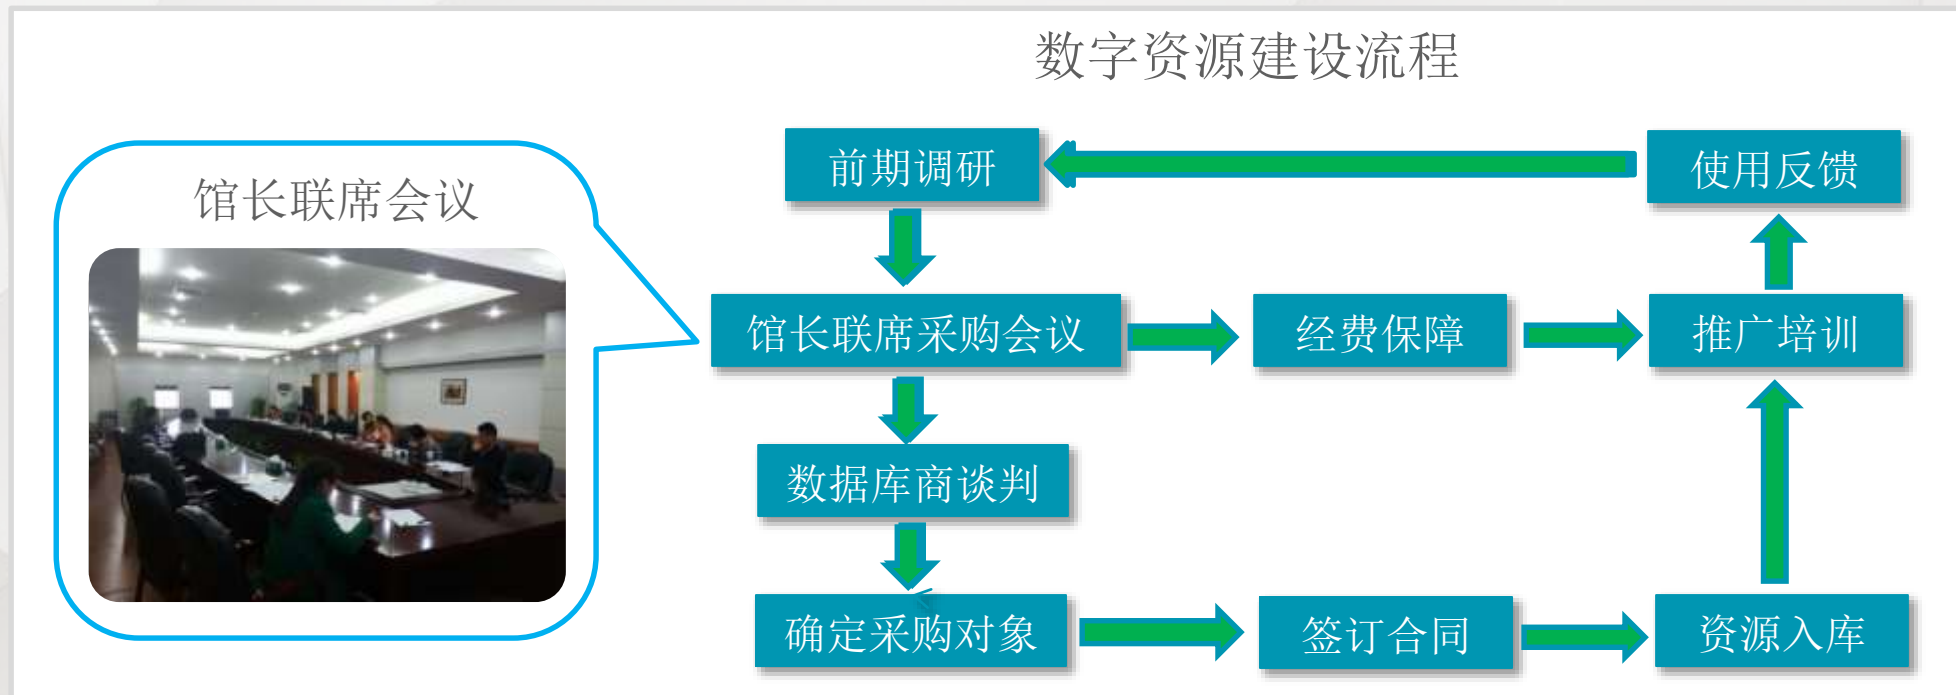 数字资源建设流程
馆长联席会议
前期调研
使用反馈
馆长联席采购会议
经费保障
推广培训
数据库商谈判
确定采购对象
签订合同
资源入库